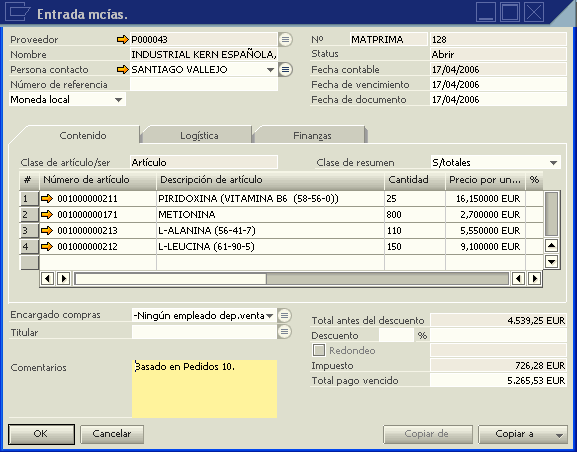 Entrada mcías.
Proveedor P000043
Nombre INDUSTRIAL KERN ESPAÑOLA,
Persona contacto SANTIAGO VALLEJO
Número de referencia
Moneda local
Nº MATPRIMA 128
Status Abrir
Fecha contable 17/04/2006
Fecha de vencimiento 17/04/2006
Fecha de documento 17/04/2006
Contenido Logística Finanzas
Clase de artículo/ser Artículo Clase de resumen S/totales
# Número de artículo Descripción de artículo Cantidad Precio por un... %
1 001000000211 PIRIDOXINA (VITAMINA B6 (58-56-0)) 25 16,150000 EUR
2 001000000171 METIONINA 800 2,700000 EUR
3 001000000213 L-ALANINA (56-41-7) 110 5,550000 EUR
4 001000000212 L-LEUCINA (61-90-5) 150 9,100000 EUR
Encargado compras -Ningún empleado dep.venta
Titular
Comentarios Basado en Pedidos 10.
Total antes del descuento 4.539,25 EUR
Descuento %
Redondeo
Impuesto 726,28 EUR
Total pago vencido 5.265,53 EUR
OK Cancelar Copiar de Copiar a